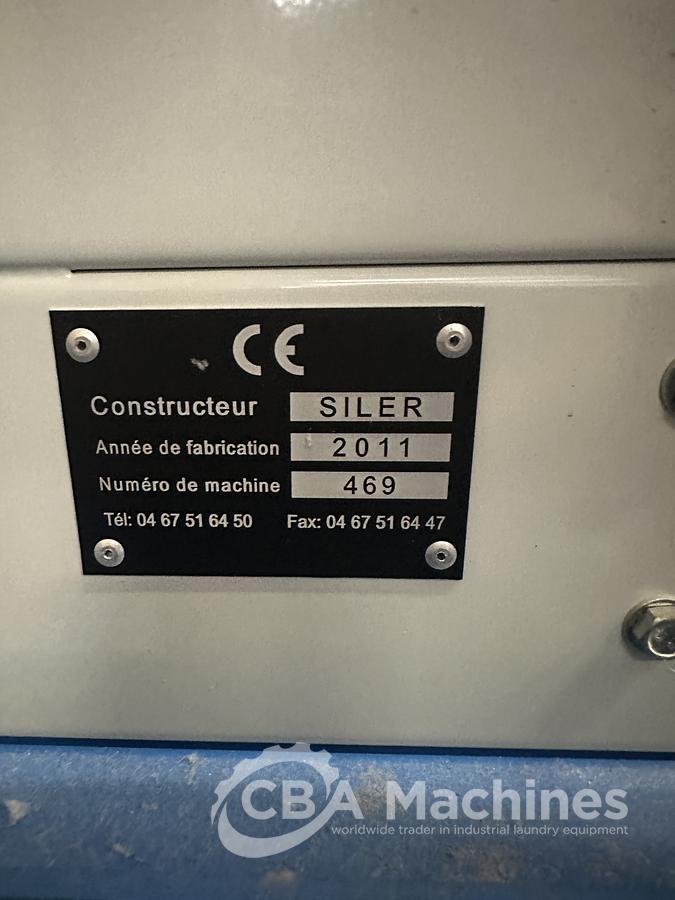 CE
Constructeur SILER
Année de fabrication 2011
Numéro de machine 469
Tél: 04 67 51 64 50 Fax: 04 67 51 64 47
CBA Machines
worldwide trader in industrial laundry equipment